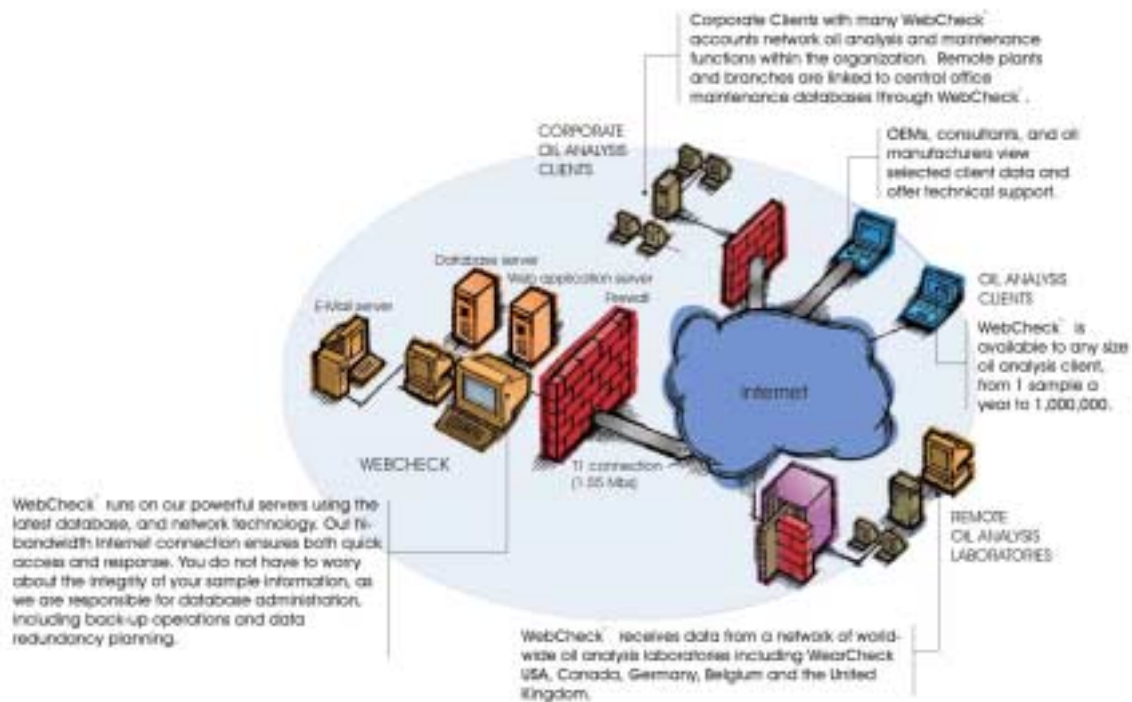 Corporate Clients with many WebCheck
accounts network oil analysis and maintenance
functions within the organization. Remote plants
and branches are linked to central office
maintenance databases through WebCheck .
CORPORATE
OIL ANALYSIS
CLIENTS
OEMs, consultants, and oil
manufacturers view
selected client data and
offer technical support.
Database server
Web application server
Firewall
E-Mail server
OIL ANALYSIS
CLIENTS
WebCheck is
available to any size
oil analysis client,
from 1 sample a
year to 1,000,000.
Internet
WEBCHECK
T1 connection
(1.55 Mbs)
WebCheck runs on our powerful servers using the
latest database, and network technology. Our hi-
bandwidth Internet connection ensures both quick
access and response. You do not have to worry
about the integrity of your sample information, as
we are responsible for database administration,
including back-up operations and data
redundancy planning.
REMOTE
OIL ANALYSIS
LABORATORIES
WebCheck receives data from a network of world-
wide oil analysis laboratories including WearCheck
USA, Canada, Germany, Belgium and the United
Kingdom.